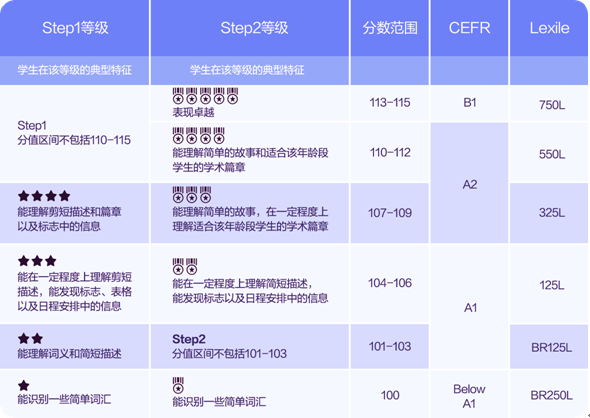 Step1等级
Step2等级
分数范围
CEFR
Lexile
学生在该等级的典型特征
学生在该等级的典型特征
Step1
分值区间不包括110-115
表现卓越
113-115
B1
750L
能理解简单的故事和适合该年龄段
学生的学术篇章
110-112
A2
550L
能理解剪短描述和篇章
以及标志中的信息
能理解简单的故事，在一定程度上
理解适合该年龄段学生的学术篇章
107-109
325L
能在一定程度上理解剪短
描述，能发现标志、表格
以及日程安排中的信息
能在一定程度上理解简短描述，
能发现标志以及日程安排中的信息
104-106
A1
125L
能理解词义和简短描述
Step2
分值区间不包括101-103
101-103
BR125L
能识别一些简单词汇
能识别一些简单词汇
100
Below
A1
BR250L